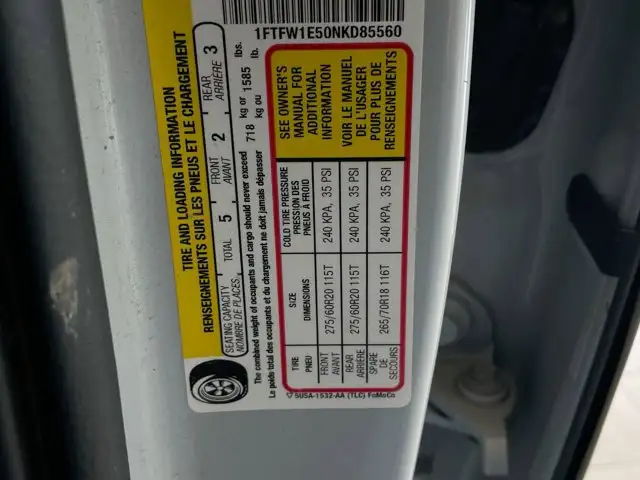 1FTFW1E50NKD85560
TIRE AND LOADING INFORMATION
RENSEIGNEMENTS SUR LES PNEUS ET LE CHARGEMENT
SEATING CAPACITY TOTAL 5 FRONT 2 REAR 3
NOMBRE DE PLACES AVANT ARRIÈRE
The combined weight of occupants and cargo should never exceed 718 kg or 1585 lbs.
Le poids total des occupants et du chargement ne doit jamais dépasser kg ou lb.
TIRE SIZE COLD TIRE PRESSURE
PNEU DIMENSIONS PRESSION DES
PNEUS À FROID
FRONT 275/60R20 115T 240 KPA, 35 PSI
AVANT
REAR 275/60R20 115T 240 KPA, 35 PSI
ARRIÈRE
SPARE 265/70R18 116T 240 KPA, 35 PSI
DE
SECOURS
SEE OWNER'S
MANUAL FOR
ADDITIONAL
INFORMATION
VOIR LE MANUEL
DE L'USAGER
POUR PLUS DE
RENSEIGNEMENTS
5USA-1532-AA (TLC) FoMoCo